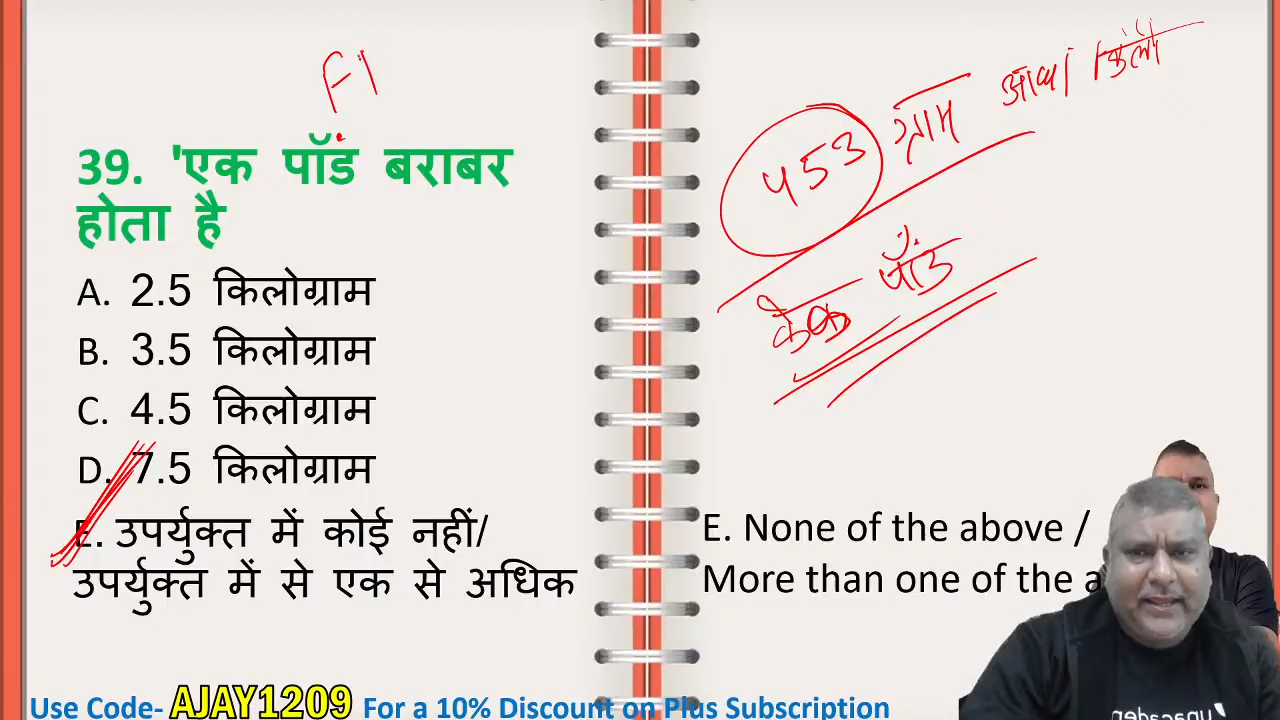 F1
39. 'एक पॉंड बराबर
होता है
A. 2.5 किलोग्राम
B. 3.5 किलोग्राम
C. 4.5 किलोग्राम
D. 7.5 किलोग्राम
E. उपर्युक्त में कोई नहीं/
उपर्युक्त में से एक से अधिक
453 ग्राम आधा किलो
केक पॉंड
E. None of the above /
More than one of the a
Use Code- AJAY1209 For a 10% Discount on Plus Subscription